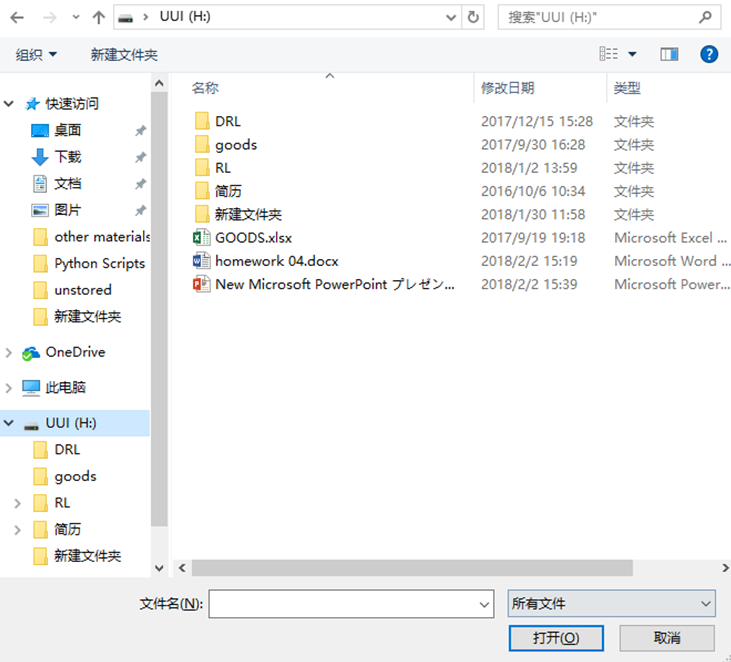 UUI (H:)
搜索"UUI (H:)"
组织
新建文件夹
名称
修改日期
类型
快速访问
桌面
下载
文档
图片
other materials
Python Scripts
unstored
新建文件夹
OneDrive
此电脑
UUI (H:)
DRL
goods
RL
简历
新建文件夹
DRL 2017/12/15 15:28 文件夹
goods 2017/9/30 16:28 文件夹
RL 2018/1/2 13:59 文件夹
简历 2016/10/6 10:34 文件夹
新建文件夹 2018/1/30 11:58 文件夹
GOODS.xlsx 2017/9/19 19:18 Microsoft Excel ...
homework 04.docx 2018/2/2 15:19 Microsoft Word ...
New Microsoft PowerPoint プレゼン... 2018/2/2 15:39 Microsoft Power...
文件名(N):
所有文件
打开(O)
取消